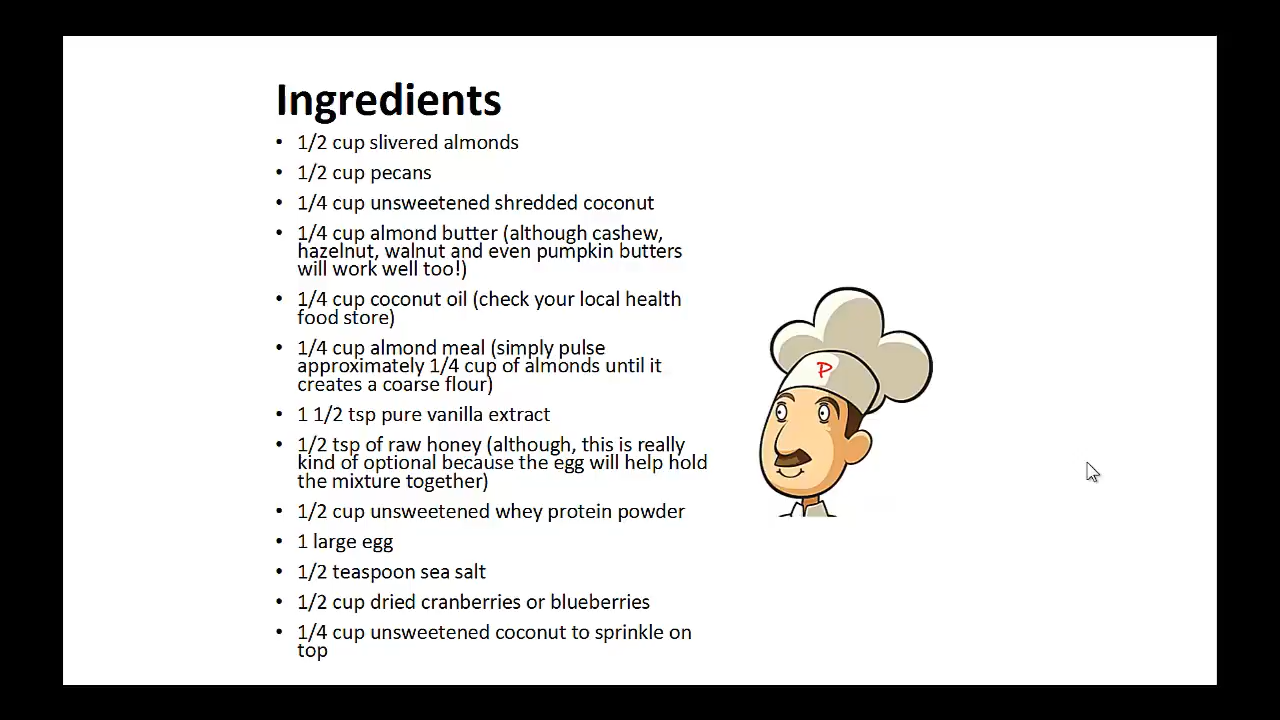 Ingredients
• 1/2 cup slivered almonds
• 1/2 cup pecans
• 1/4 cup unsweetened shredded coconut
• 1/4 cup almond butter (although cashew,
hazelnut, walnut and even pumpkin butters
will work well too!)
• 1/4 cup coconut oil (check your local health
food store)
• 1/4 cup almond meal (simply pulse
approximately 1/4 cup of almonds until it
creates a coarse flour)
• 1 1/2 tsp pure vanilla extract
• 1/2 tsp of raw honey (although, this is really
kind of optional because the egg will help hold
the mixture together)
• 1/2 cup unsweetened whey protein powder
• 1 large egg
• 1/2 teaspoon sea salt
• 1/2 cup dried cranberries or blueberries
• 1/4 cup unsweetened coconut to sprinkle on
top
P